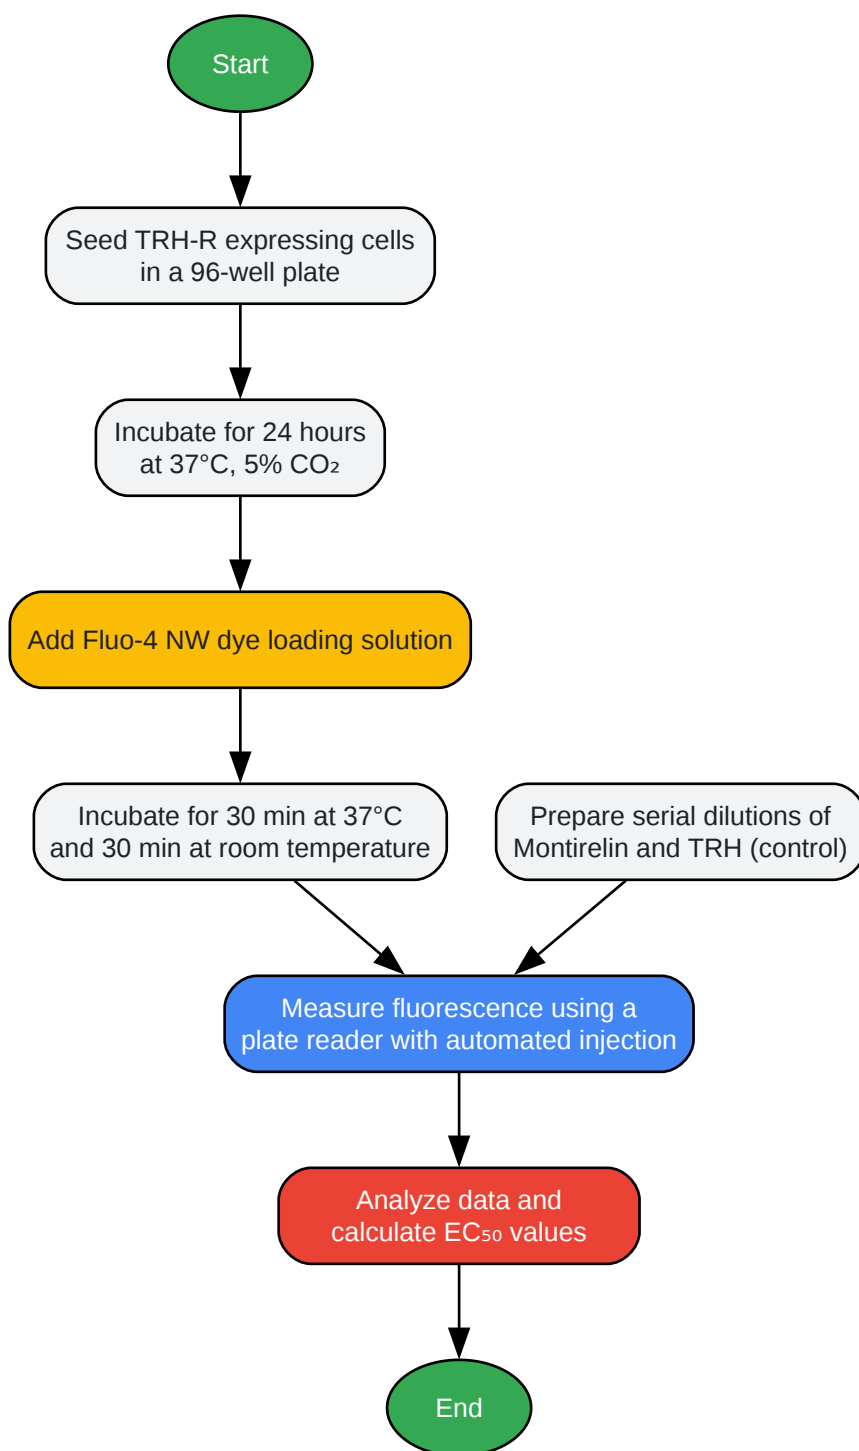 Start
Seed TRH-R expressing cells
in a 96-well plate
Incubate for 24 hours
at 37°C, 5% CO₂
Add Fluo-4 NW dye loading solution
Incubate for 30 min at 37°C
and 30 min at room temperature
Prepare serial dilutions of
Montirelin and TRH (control)
Measure fluorescence using a
plate reader with automated injection
Analyze data and
calculate EC₅₀ values
End